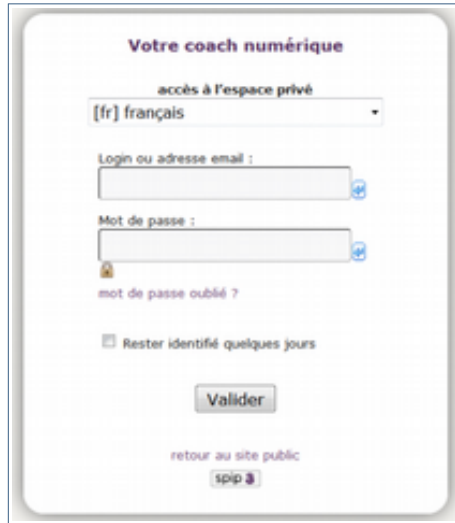 Votre coach numérique
accès à l'espace privé
[fr] français
Login ou adresse email :
Mot de passe :
mot de passe oublié ?
Rester identifié quelques jours
Valider
retour au site public
spip 3